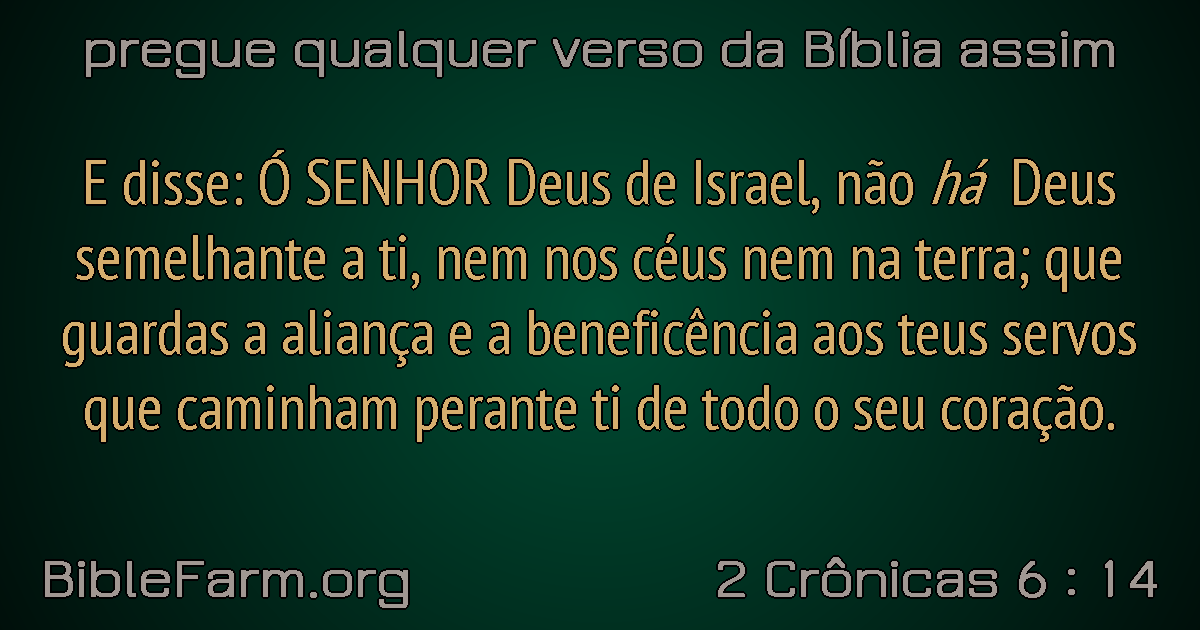 pregue qualquer verso da Bíblia assim
E disse: Ó SENHOR Deus de Israel, não há Deus
semelhante a ti, nem nos céus nem na terra; que
guardas a aliança e a beneficência aos teus servos
que caminham perante ti de todo o seu coração.
BibleFarm.org
2 Crônicas 6 : 14